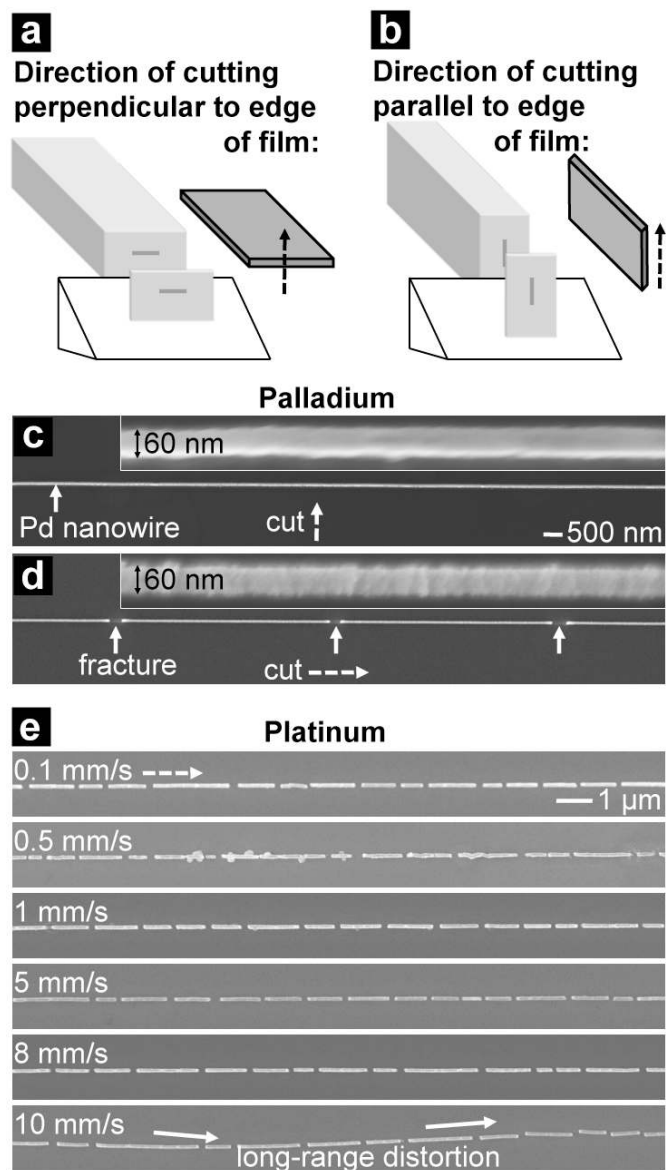 a
Direction of cutting
perpendicular to edge
of film:
b
Direction of cutting
parallel to edge
of film:
Palladium
c
60 nm
Pd nanowire
cut
500 nm
d
60 nm
fracture
cut
e
Platinum
0.1 mm/s
1 µm
0.5 mm/s
1 mm/s
5 mm/s
8 mm/s
10 mm/s
long-range distortion